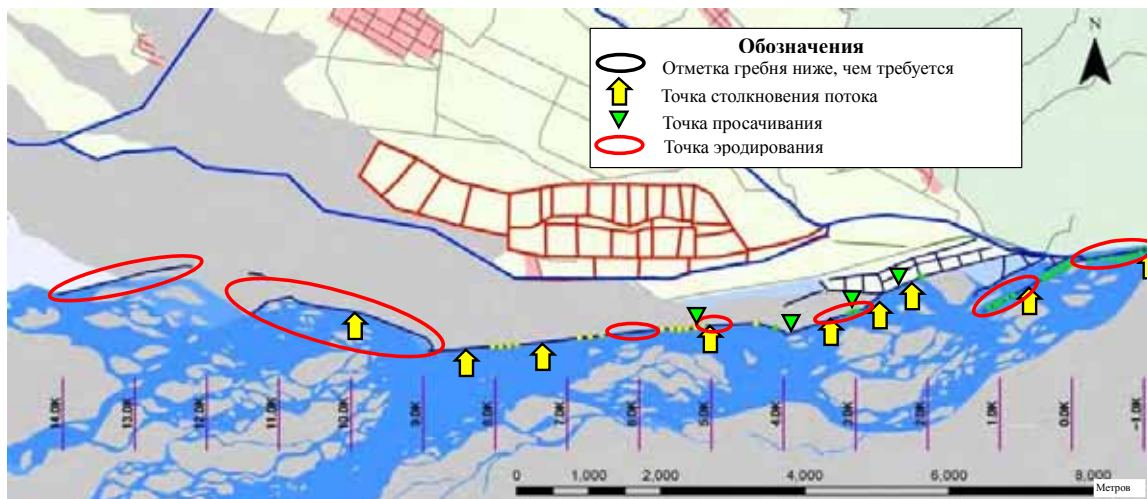 Обозначения
Отметка гребня ниже, чем требуется
Точка столкновения потока
Точка просачивания
Точка эродирования
N
14.0K
13.0K
12.0K
11.0K
10.0K
9.0K
8.0K
7.0K
6.0K
5.0K
4.0K
3.0K
2.0K
1.0K
0.0K
-1.0K
0 1,000 2,000 4,000 6,000 8,000
Метров